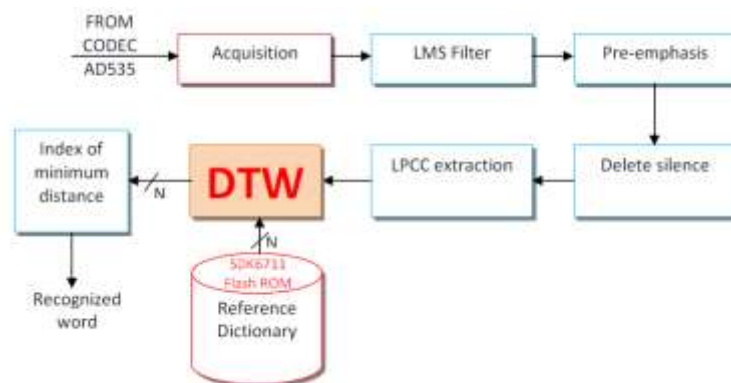 FROM
CODEC
AD535
Acquisition
LMS Filter
Pre-emphasis
Index of
minimum
distance
N
DTW
LPCC extraction
Delete silence
N
SDK6711
Flash ROM
Reference
Dictionary
Recognized
word